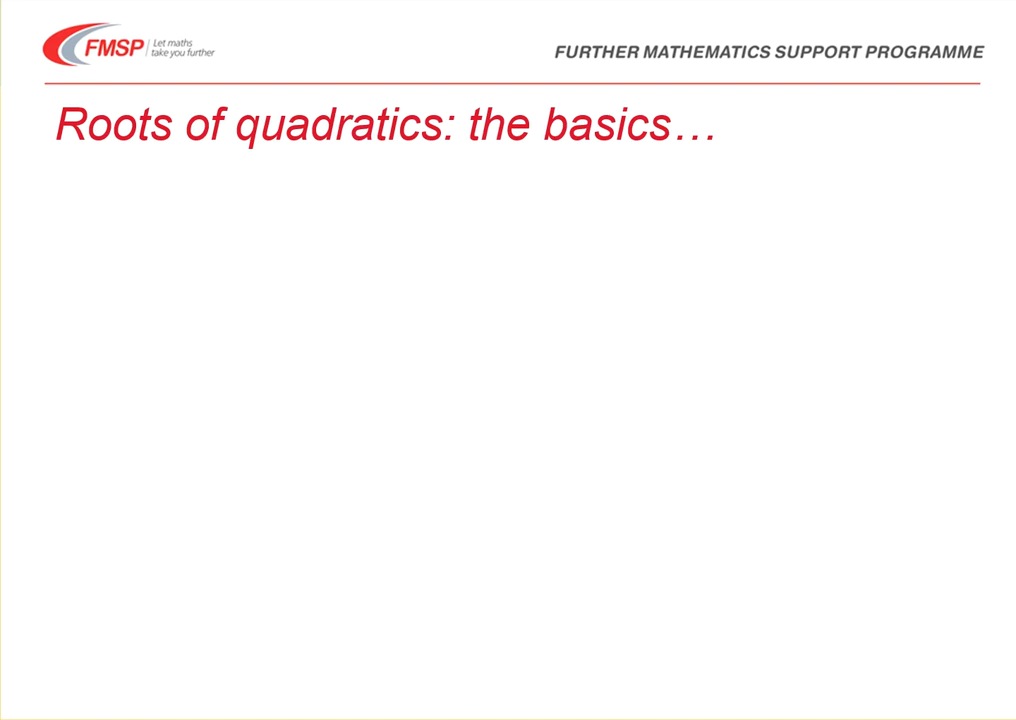 FMSP
Let maths
take you further
FURTHER MATHEMATICS SUPPORT PROGRAMME
Roots of quadratics: the basics…